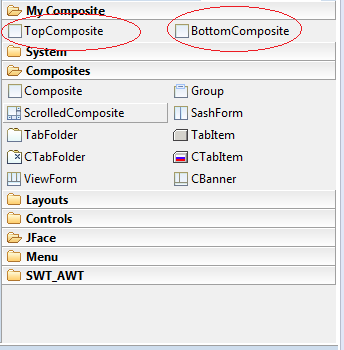 My Composite
TopComposite BottomComposite
System
Composites
Composite Group
ScrolledComposite SashForm
TabFolder TabItem
CTabFolder CTabItem
ViewForm CBanner
Layouts
Controls
JFace
Menu
SWT_AWT